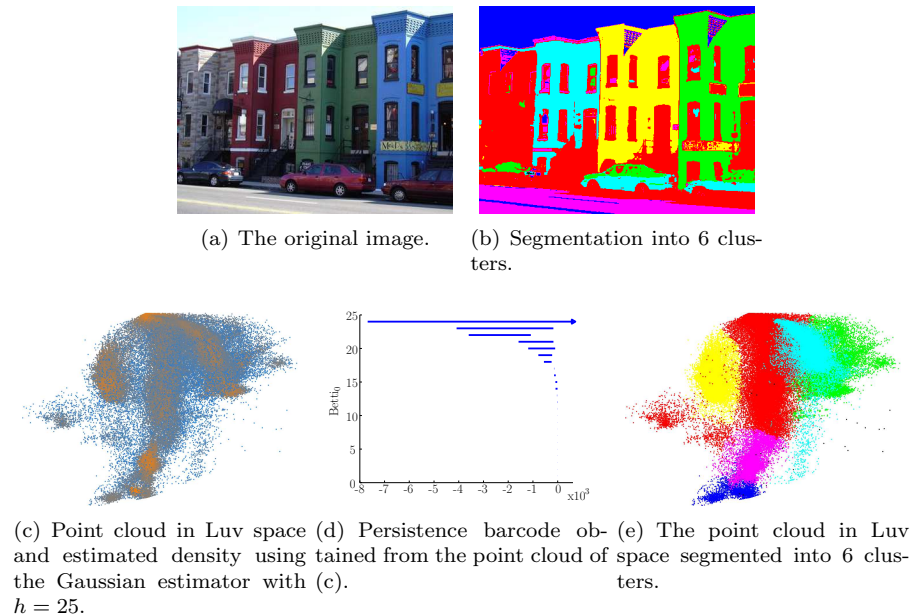 (a) The original image.
(b) Segmentation into 6 clus-
ters.
25
20
15
10
5
0
Betti0
-8 -7 -6 -5 -4 -3 -2 -1 0
x10³
(c) Point cloud in Luv space
and estimated density using
the Gaussian estimator with
h = 25.
(d) Persistence barcode ob-
tained from the point cloud of
(c).
(e) The point cloud in Luv
space segmented into 6 clus-
ters.